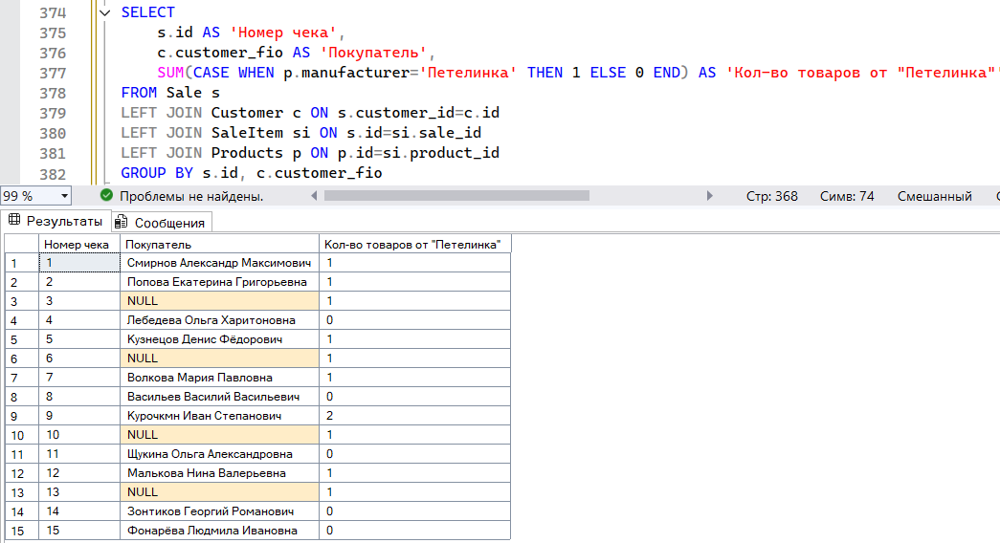 374 SELECT
375 s.id AS 'Номер чека',
376 c.customer_fio AS 'Покупатель',
377 SUM(CASE WHEN p.manufacturer='Петелинка' THEN 1 ELSE 0 END) AS 'Кол-во товаров от "Петелинка"'
378 FROM Sale s
379 LEFT JOIN Customer c ON s.customer_id=c.id
380 LEFT JOIN SaleItem si ON s.id=si.sale_id
381 LEFT JOIN Products p ON p.id=si.product_id
382 GROUP BY s.id, c.customer_fio
99 % Проблемы не найдены. Стр: 368 Симв: 74 Смешанный
Результаты Сообщения
Номер чека Покупатель Кол-во товаров от "Петелинка"
1 1 Смирнов Александр Максимович 1
2 2 Попова Екатерина Григорьевна 1
3 3 NULL 1
4 4 Лебедева Ольга Харитоновна 0
5 5 Кузнецов Денис Фёдорович 1
6 6 NULL 1
7 7 Волкова Мария Павловна 1
8 8 Васильев Василий Васильевич 0
9 9 Курочкмн Иван Степанович 2
10 10 NULL 1
11 11 Щукина Ольга Александровна 0
12 12 Малькова Нина Валерьевна 1
13 13 NULL 1
14 14 Зонтиков Георгий Романович 0
15 15 Фонарёва Людмила Ивановна 0